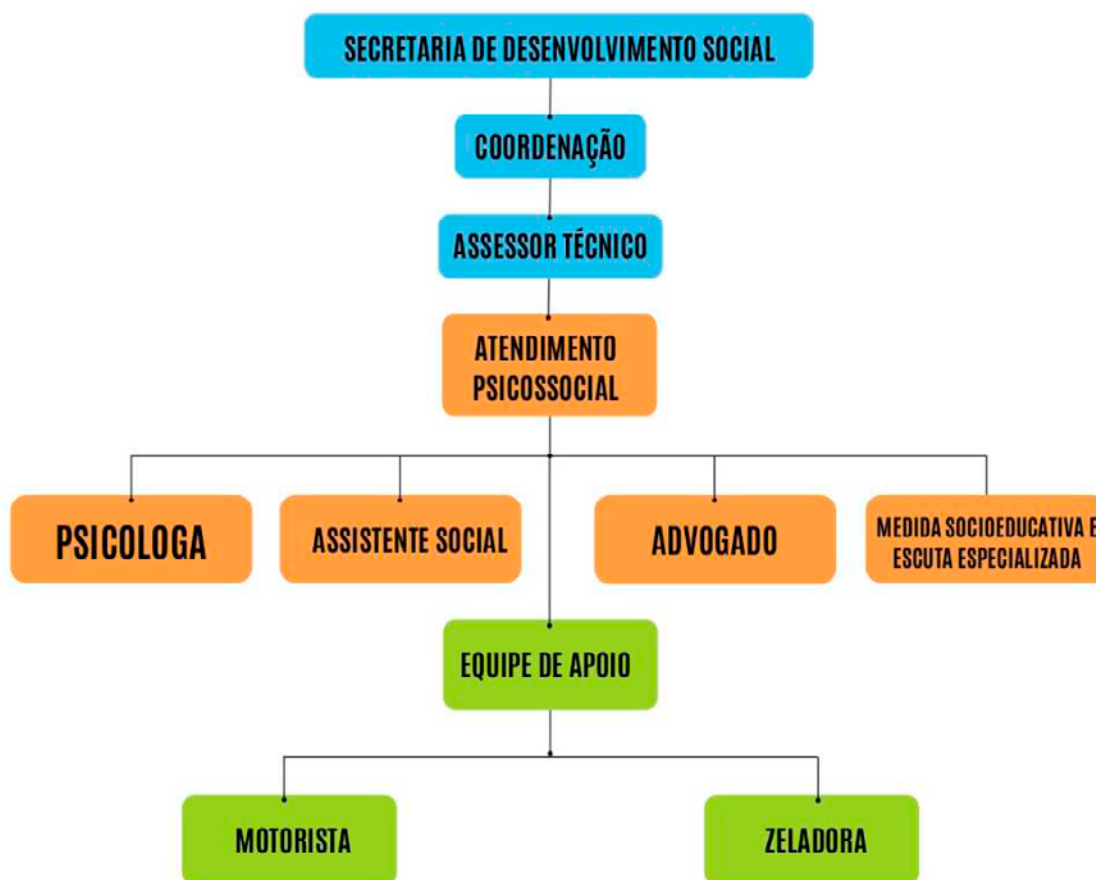 SECRETARIA DE DESENVOLVIMENTO SOCIAL
COORDENAÇÃO
ASSESSOR TÉCNICO
ATENDIMENTO
PSICOSSOCIAL
PSICOLOGA
ASSISTENTE SOCIAL
ADVOGADO
MEDIDA SOCIOEDUCATIVA E
ESCUTA ESPECIALIZADA
EQUIPE DE APOIO
MOTORISTA
ZELADORA